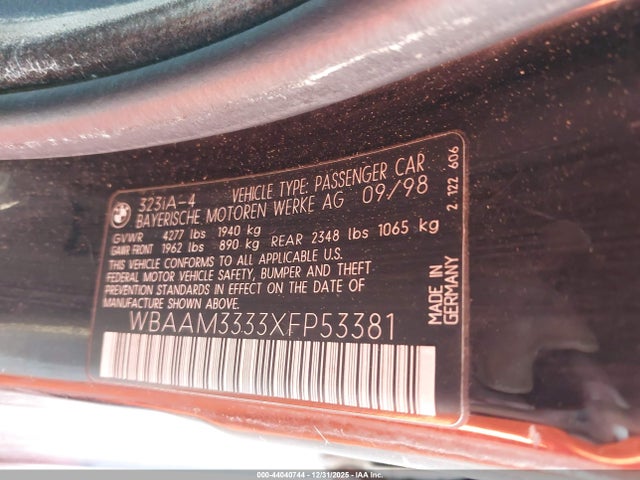 BMW
323iA-4 VEHICLE TYPE: PASSENGER CAR
BAYERISCHE MOTOREN WERKE AG 09/98
GVWR 4277 lbs 1940 kg
GAWR FRONT 1962 lbs 890 kg REAR 2348 lbs 1065 kg
THIS VEHICLE CONFORMS TO ALL APPLICABLE U.S.
FEDERAL MOTOR VEHICLE SAFETY, BUMPER AND THEFT
PREVENTION STANDARDS IN EFFECT ON THE DATE OF
MANUFACTURE SHOWN ABOVE.
WBAAM3333XFP53381
MADE IN
GERMANY
2 122 606
000-44040744 - 12/31/2025 - IAA Inc.